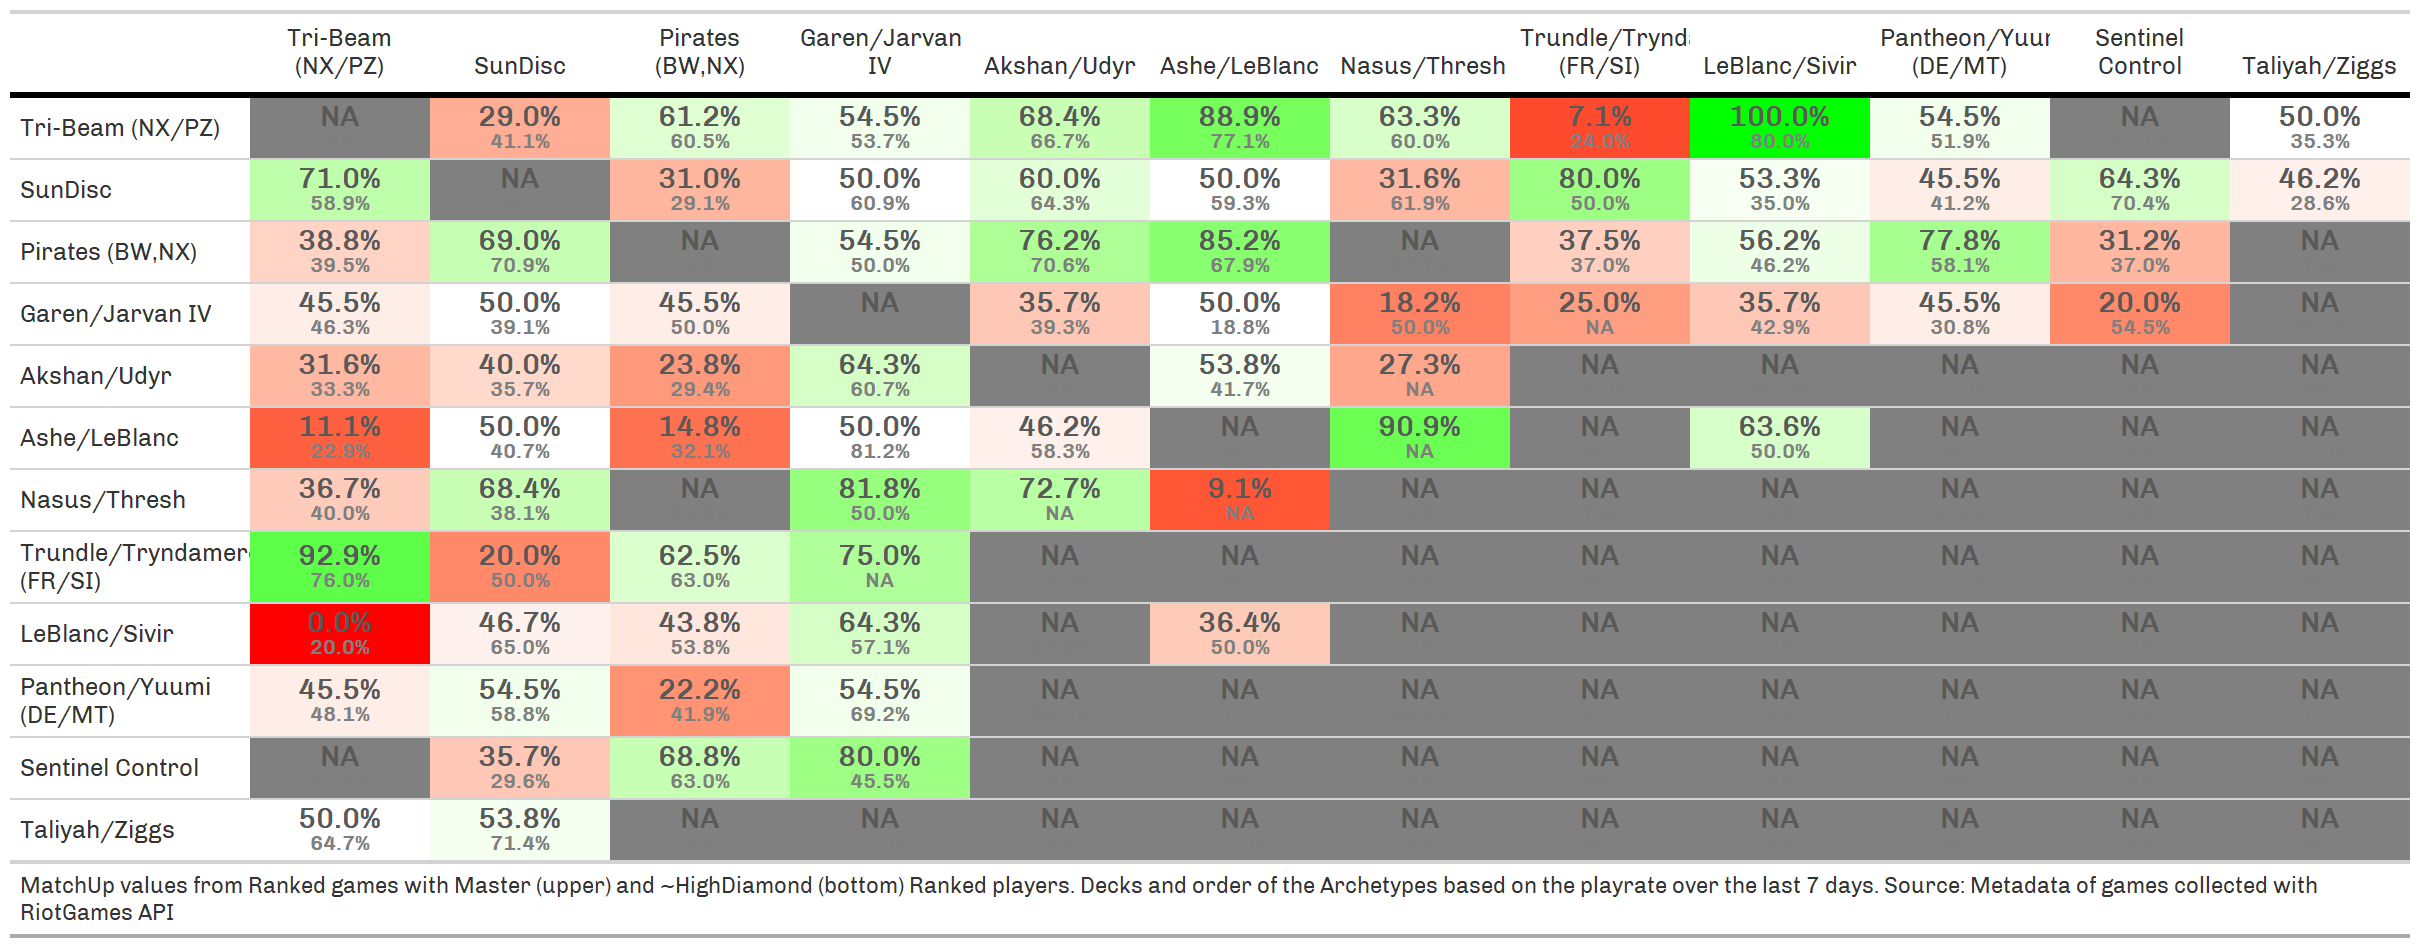 Tri-Beam (NX/PZ) SunDisc Pirates (BW,NX) Garen/Jarvan IV Akshan/Udyr Ashe/LeBlanc Nasus/Thresh Trundle/Trynd (FR/SI) LeBlanc/Sivir Pantheon/Yuu (DE/MT) Sentinel Control Taliyah/Ziggs
Tri-Beam (NX/PZ) NA 29.0% 61.2% 54.5% 68.4% 88.9% 63.3% 7.1% 100.0% 54.5% NA 50.0%
41.1% 60.5% 53.7% 66.7% 77.1% 60.0% 24.0% 80.0% 51.9% 35.3%
SunDisc 71.0% NA 31.0% 50.0% 60.0% 50.0% 31.6% 80.0% 53.3% 45.5% 64.3% 46.2%
58.9% 29.1% 60.9% 64.3% 59.3% 61.9% 50.0% 35.0% 41.2% 70.4% 28.6%
Pirates (BW,NX) 38.8% 69.0% NA 54.5% 76.2% 85.2% NA 37.5% 56.2% 77.8% 31.2% NA
39.5% 70.9% 50.0% 70.6% 67.9% 37.0% 46.2% 58.1% 37.0%
Garen/Jarvan IV 45.5% 50.0% 45.5% NA 35.7% 50.0% 18.2% 25.0% 35.7% 45.5% 20.0% NA
46.3% 39.1% 50.0% 39.3% 18.8% 50.0% NA 42.9% 30.8% 54.5%
Akshan/Udyr 31.6% 40.0% 23.8% 64.3% NA 53.8% 27.3% NA NA NA NA NA
33.3% 35.7% 29.4% 60.7% 41.7% NA
Ashe/LeBlanc 11.1% 50.0% 14.8% 50.0% 46.2% NA 90.9% NA 63.6% NA NA NA
22.9% 40.7% 32.1% 81.2% 58.3% NA 50.0%
Nasus/Thresh 36.7% 68.4% NA 81.8% 72.7% 9.1% NA NA NA NA NA NA
40.0% 38.1% 50.0% NA NA
Trundle/Tryndamer 92.9% 20.0% 62.5% 75.0% NA NA NA NA NA NA NA NA
(FR/SI) 76.0% 50.0% 63.0% NA
LeBlanc/Sivir 0.0% 46.7% 43.8% 64.3% NA 36.4% NA NA NA NA NA NA
20.0% 65.0% 53.8% 57.1% 50.0%
Pantheon/Yuumi 45.5% 54.5% 22.2% 54.5% NA NA NA NA NA NA NA NA
(DE/MT) 48.1% 58.8% 41.9% 69.2%
Sentinel Control NA 35.7% 68.8% 80.0% NA NA NA NA NA NA NA NA
29.6% 63.0% 45.5%
Taliyah/Ziggs 50.0% 53.8% NA NA NA NA NA NA NA NA NA NA
64.7% 71.4%
MatchUp values from Ranked games with Master (upper) and ~HighDiamond (bottom) Ranked players. Decks and order of the Archetypes based on the playrate over the last 7 days. Source: Metadata of games collected with
RiotGames API